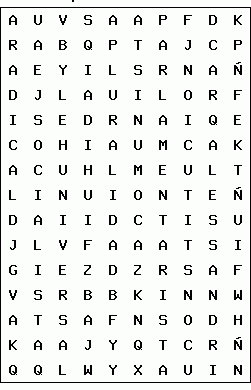 A U V S A A P F D K
R A B Q P T A J C P
A E Y I L S R N A Ñ
D J L A U I L O R F
I S E D R N A I Q E
C O H I A U M C A K
A C U H L M E U L T
L I N U I O N T E Ñ
D A I I D C T I S U
J L V F A A A T S I
G I E Z D Z R S A F
V S R B B K I N N W
A T S A F N S O D H
K A A J Y Q T C R Ñ
Q Q L W Y X A U I N